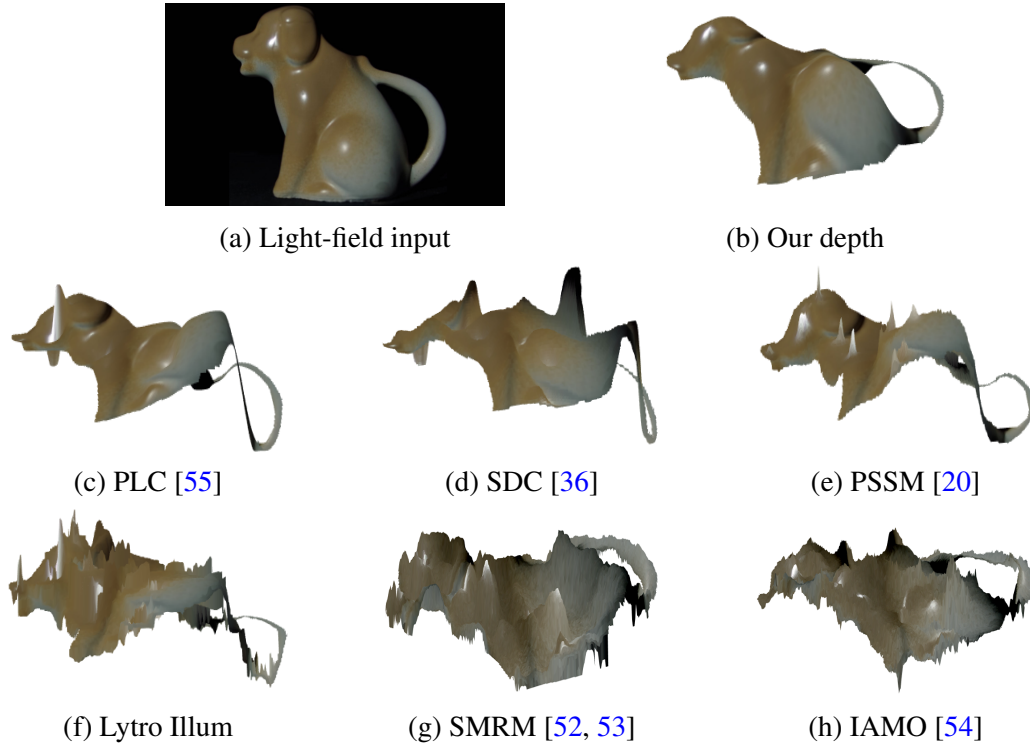 (a) Light-field input
(b) Our depth
(c) PLC [55]
(d) SDC [36]
(e) PSSM [20]
(f) Lytro Illum
(g) SMRM [52, 53]
(h) IAMO [54]